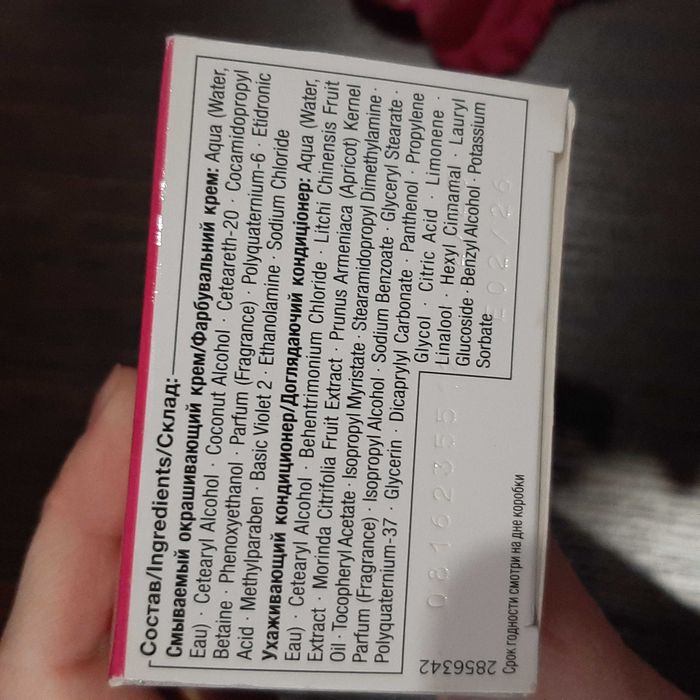 Состав/Ingredients/Склад:
Смываемый окрашивающий крем/Фарбувальний крем: Aqua (Water,
Eau) · Cetearyl Alcohol · Coconut Alcohol · Ceteareth-20 · Cocamidopropyl
Betaine · Phenoxyethanol · Parfum (Fragrance) · Polyquaternium-6 · Etidronic
Acid · Methylparaben · Basic Violet 2 · Ethanolamine · Sodium Chloride
Ухаживающий кондиционер/Доглядаючий кондиціонер: Aqua (Water,
Eau) · Cetearyl Alcohol · Behentrimonium Chloride · Litchi Chinensis Fruit
Extract · Morinda Citrifolia Fruit Extract · Prunus Armeniaca (Apricot) Kernel
Oil · Tocopheryl Acetate · Isopropyl Myristate · Stearamidopropyl Dimethylamine ·
Parfum (Fragrance) · Isopropyl Alcohol · Sodium Benzoate · Glyceryl Stearate ·
Polyquaternium-37 · Glycerin · Dicaprylyl Carbonate · Panthenol · Propylene
Glycol · Citric Acid · Limonene ·
Linalool · Hexyl Cinnamal · Lauryl
Glucoside · Benzyl Alcohol · Potassium
Sorbate
E02/26
08162355
2856342
Срок годности смотри на дне коробки